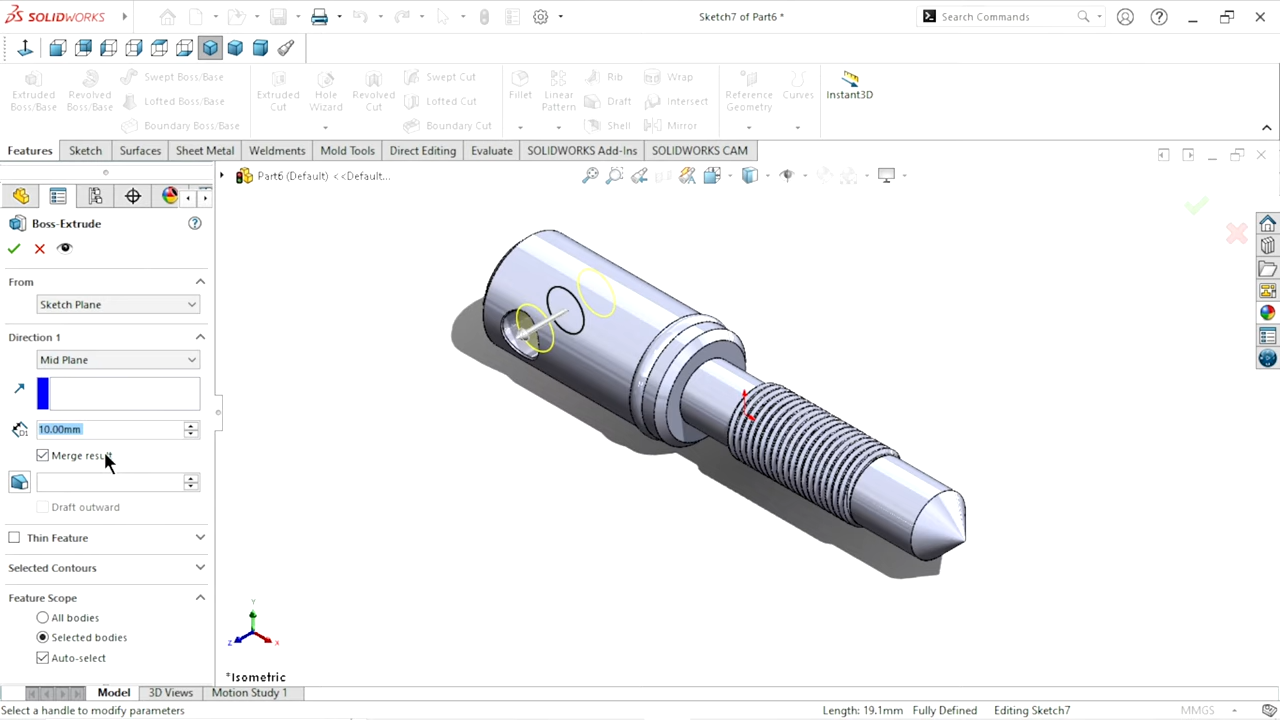 SOLIDWORKS
Sketch7 of Part6 *
Search Commands
Extruded Boss/Base
Revolved Boss/Base
Swept Boss/Base
Lofted Boss/Base
Boundary Boss/Base
Extruded Cut
Hole Wizard
Revolved Cut
Swept Cut
Lofted Cut
Boundary Cut
Fillet
Linear Pattern
Rib
Draft
Shell
Wrap
Intersect
Mirror
Reference Geometry
Curves
Instant3D
Features
Sketch
Surfaces
Sheet Metal
Weldments
Mold Tools
Direct Editing
Evaluate
SOLIDWORKS Add-Ins
SOLIDWORKS CAM
Part6 (Default) <<Default...
Boss-Extrude
From
Sketch Plane
Direction 1
Mid Plane
D1
10.00mm
Merge result
Draft outward
Thin Feature
Selected Contours
Feature Scope
All bodies
Selected bodies
Auto-select
Y
Z
X
*Isometric
Model
3D Views
Motion Study 1
Select a handle to modify parameters
Length: 19.1mm
Fully Defined
Editing Sketch7
MMGS